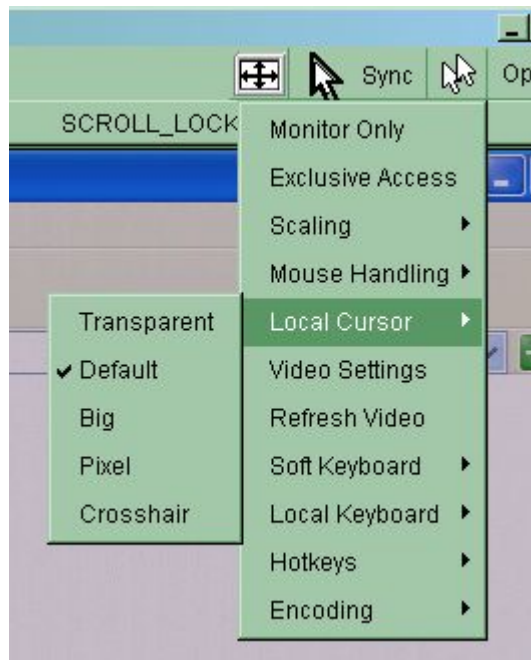 Sync
Op
SCROLL_LOCK
Monitor Only
Exclusive Access
Scaling
Mouse Handling
Local Cursor
Video Settings
Refresh Video
Soft Keyboard
Local Keyboard
Hotkeys
Encoding
Transparent
Default
Big
Pixel
Crosshair